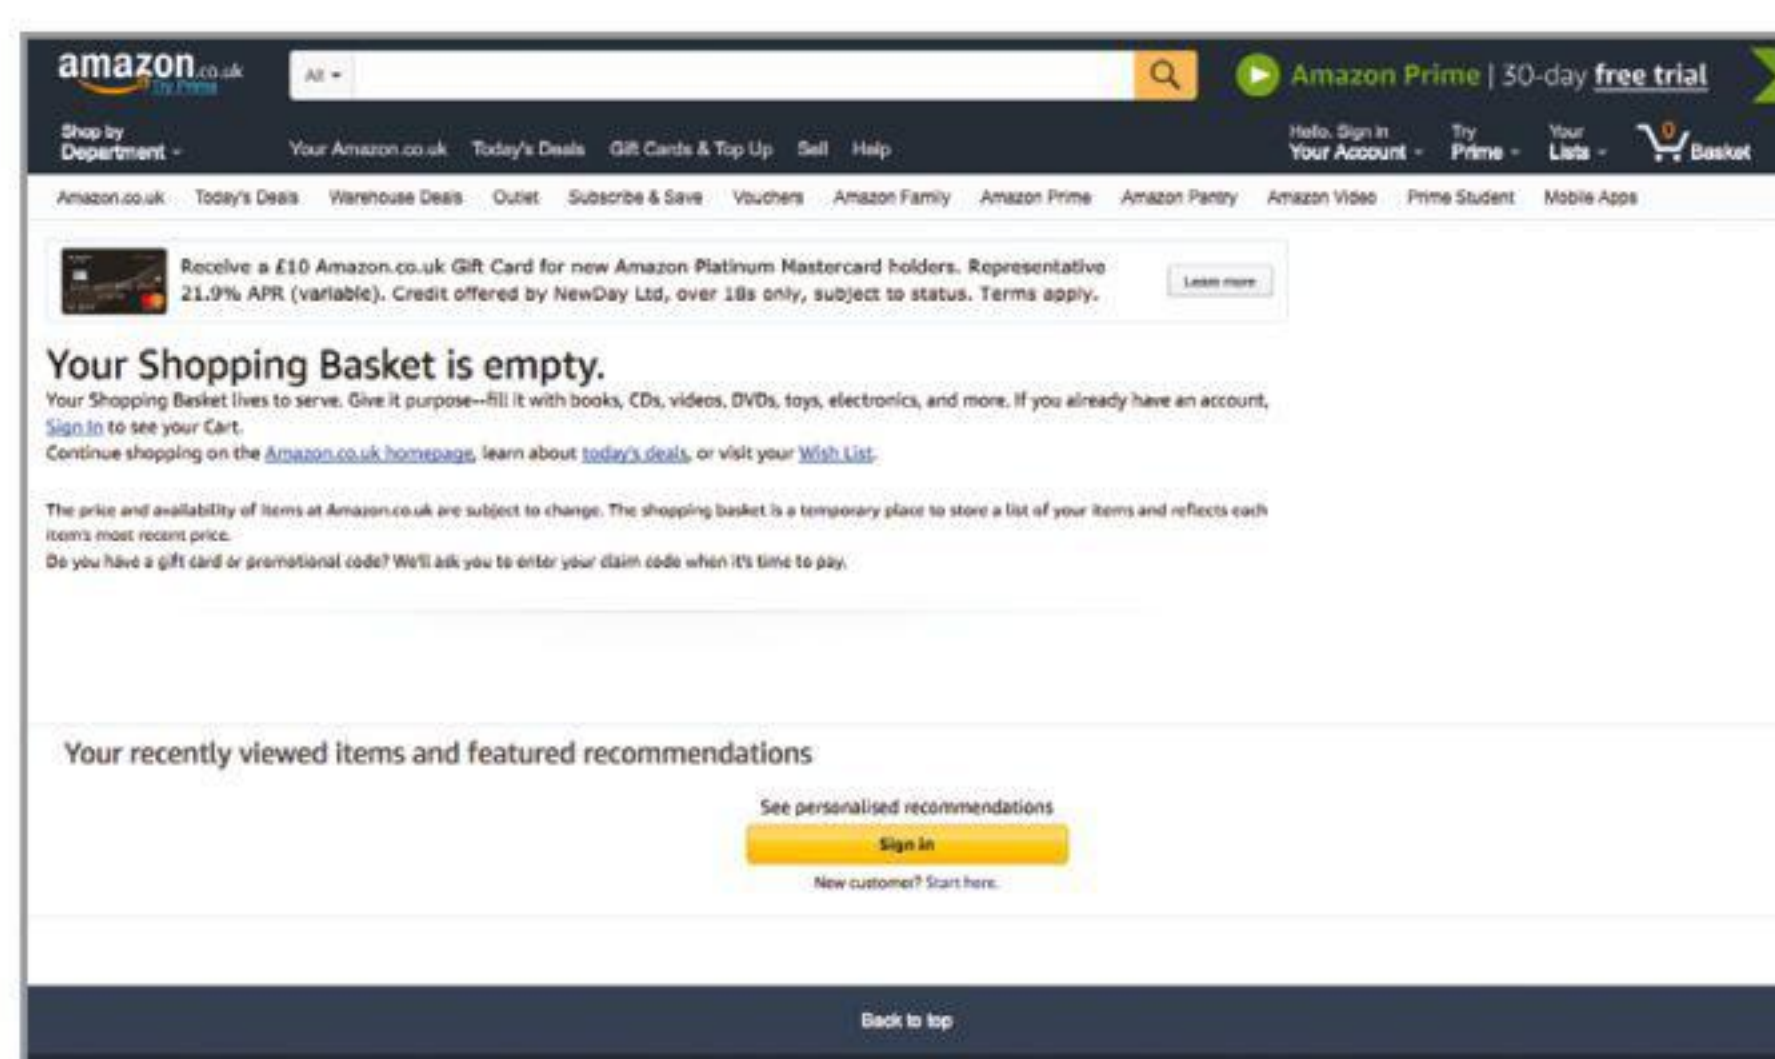 amazon.co.uk
Try Prime
All
Amazon Prime | 30-day free trial
Shop by
Department
Your Amazon.co.uk Today's Deals Gift Cards & Top Up Sell Help
Hello. Sign in
Your Account
Try
Prime
Your
Lists
0
Basket
Amazon.co.uk Today's Deals Warehouse Deals Outlet Subscribe & Save Vouchers Amazon Family Amazon Prime Amazon Pantry Amazon Video Prime Student Mobile Apps
Receive a £10 Amazon.co.uk Gift Card for new Amazon Platinum Mastercard holders. Representative
21.9% APR (variable). Credit offered by NewDay Ltd, over 18s only, subject to status. Terms apply.
Learn more
Your Shopping Basket is empty.
Your Shopping Basket lives to serve. Give it purpose--fill it with books, CDs, videos, DVDs, toys, electronics, and more. If you already have an account,
Sign In to see your Cart.
Continue shopping on the Amazon.co.uk homepage, learn about today's deals, or visit your Wish List.
The price and availability of items at Amazon.co.uk are subject to change. The shopping basket is a temporary place to store a list of your items and reflects each
item's most recent price.
Do you have a gift card or promotional code? We'll ask you to enter your claim code when it's time to pay.
Your recently viewed items and featured recommendations
See personalised recommendations
Sign in
New customer? Start here.
Back to top